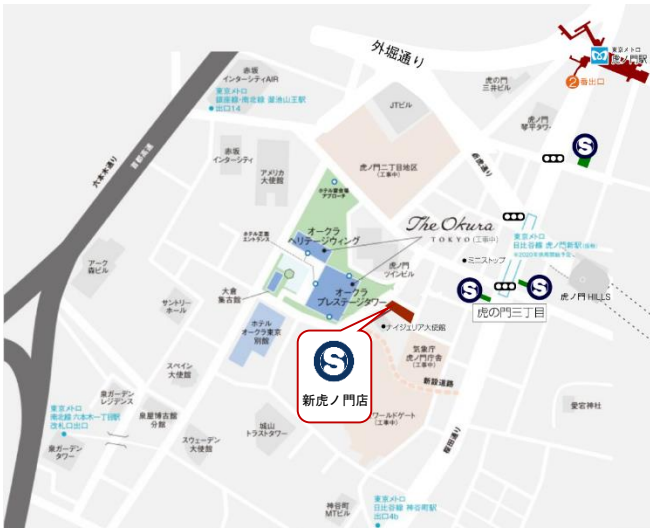 外堀通り
東京メトロ
虎ノ門駅
②番出口
赤坂
インターシティAIR
東京メトロ
銀座線・南北線 溜池山王駅
出口14
虎の門
三井ビル
JTビル
虎ノ門
琴平タワー
六本木通り
首都高速
赤坂
インターシティ
アメリカ
大使館
虎ノ門二丁目地区
(工事中)
S
ホテル宴会場
アプローチ
ホテル正面
エントランス
オークラ
ヘリテージウィング
The Okura
TOKYO (工事中)
東京メトロ
日比谷線 虎ノ門新駅(仮称)
ミニストップ
アーク
森ビル
虎ノ門
ツインビル
大倉
集古館
オークラ
プレステージタワー
S
S
虎ノ門HILLS
サントリー
ホール
虎の門三丁目
ホテル
オークラ東京
別館
ナイジェリア大使館
S
新虎ノ門店
気象庁
虎ノ門庁舎
(工事中)
スペイン
大使館
新設道路
泉ガーデン
レジデンス
愛宕神社
東京メトロ
南北線 六本木一丁目駅
改札口出口
泉屋博古館
分館
ワールドゲート
(工事中)
城山
トラストタワー
スウェーデン
大使館
桜田通り
泉ガーデン
タワー
神谷町
MTビル
東京メトロ
日比谷線 神谷町駅
出口4b